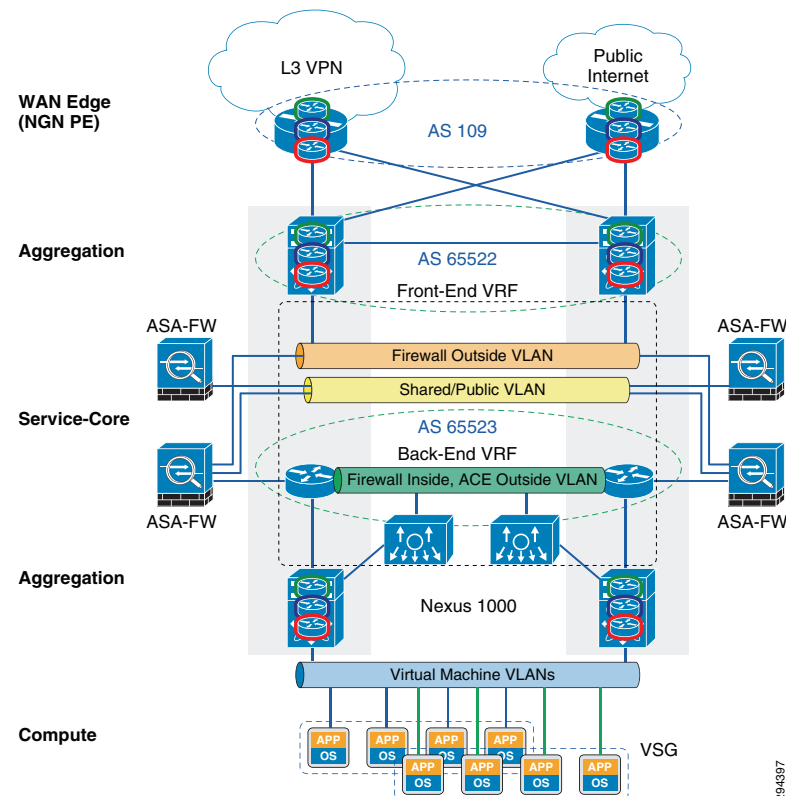 L3 VPN
Public
Internet
WAN Edge
(NGN PE)
AS 109
Aggregation
AS 65522
Front-End VRF
ASA-FW
ASA-FW
Firewall Outside VLAN
Shared/Public VLAN
Service-Core
AS 65523
Back-End VRF
Firewall Inside, ACE Outside VLAN
ASA-FW
ASA-FW
Aggregation
Nexus 1000
Virtual Machine VLANs
Compute
APP
OS
APP
OS
APP
OS
APP
OS
VSG
APP
OS
APP
OS
APP
OS
APP
OS
294397